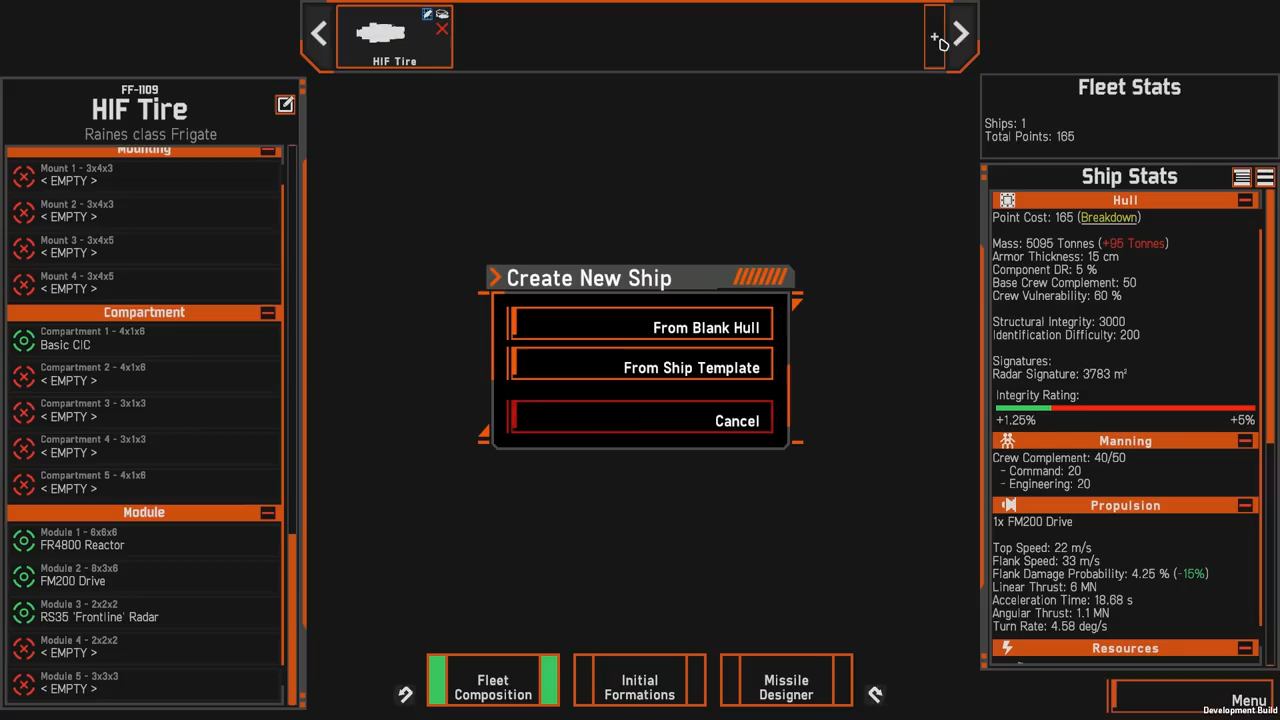 HIF Tire
+
FF-1109
HIF Tire
Raines class Frigate
Mounting
Mount 1 - 3x4x3
< EMPTY >
Mount 2 - 3x4x3
< EMPTY >
Mount 3 - 3x4x5
< EMPTY >
Mount 4 - 3x4x5
< EMPTY >
Compartment
Compartment 1 - 4x1x6
Basic CIC
Compartment 2 - 4x1x6
< EMPTY >
Compartment 3 - 3x1x3
< EMPTY >
Compartment 4 - 3x1x3
< EMPTY >
Compartment 5 - 4x1x6
< EMPTY >
Module
Module 1 - 6x6x6
FR4800 Reactor
Module 2 - 8x3x6
FM200 Drive
Module 3 - 2x2x2
RS35 'Frontline' Radar
Module 4 - 2x2x2
< EMPTY >
Module 5 - 3x3x3
< EMPTY >
Create New Ship
From Blank Hull
From Ship Template
Cancel
Fleet Composition
Initial Formations
Missile Designer
Fleet Stats
Ships: 1
Total Points: 165
Ship Stats
Hull
Point Cost: 165 (Breakdown)
Mass: 5095 Tonnes (+95 Tonnes)
Armor Thickness: 15 cm
Component DR: 5 %
Base Crew Complement: 50
Crew Vulnerability: 60 %
Structural Integrity: 3000
Identification Difficulty: 200
Signatures:
Radar Signature: 3783 m²
Integrity Rating:
+1.25% +5%
Manning
Crew Complement: 40/50
- Command: 20
- Engineering: 20
Propulsion
1x FM200 Drive
Top Speed: 22 m/s
Flank Speed: 33 m/s
Flank Damage Probability: 4.25 % (-15%)
Linear Thrust: 6 MN
Acceleration Time: 18.68 s
Angular Thrust: 1.1 MN
Turn Rate: 4.58 deg/s
Resources
Menu
Development Build